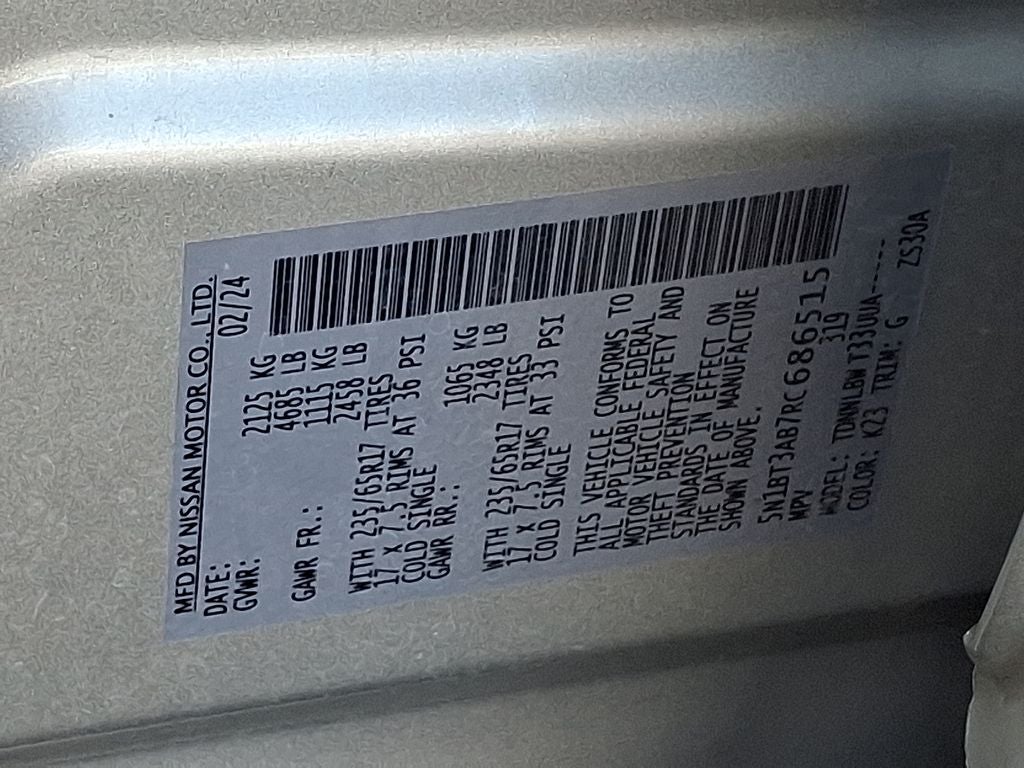 MFD BY NISSAN MOTOR CO.,LTD.
DATE: 02/24
GVWR: 2125 KG
4685 LB
GAWR FR.: 1115 KG
2458 LB
WITH 235/65R17 TIRES
17 X 7.5 RIMS AT 36 PSI
COLD SINGLE
GAWR RR.: 1065 KG
2348 LB
WITH 235/65R17 TIRES
17 X 7.5 RIMS AT 33 PSI
COLD SINGLE
THIS VEHICLE CONFORMS TO
ALL APPLICABLE FEDERAL
MOTOR VEHICLE SAFETY AND
THEFT PREVENTION
STANDARDS IN EFFECT ON
THE DATE OF MANUFACTURE
SHOWN ABOVE.
5N1BT3AB7RC686515
MPV 319
MODEL: TDNNLBW T33UUA-----
COLOR: K23 TRIM: G ZS30A